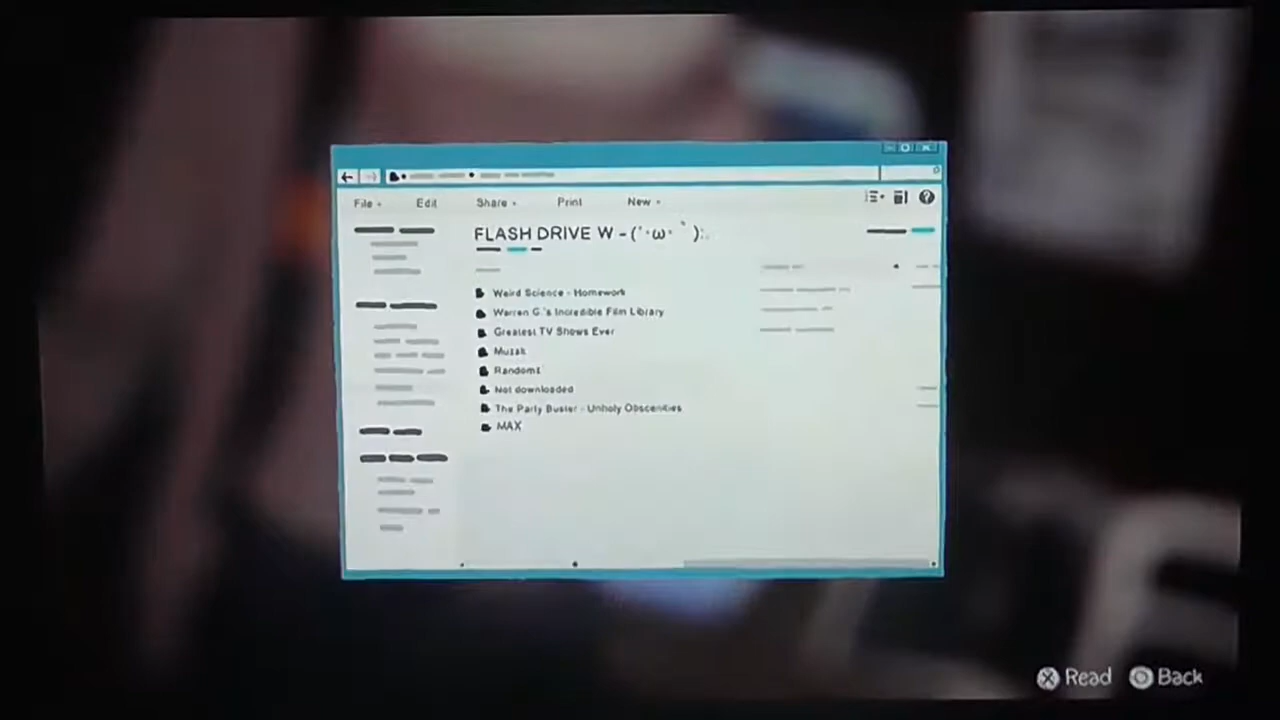 File
Edit
Share
Print
New
FLASH DRIVE W - (´・ω・`)
Weird Science - Homework
Warren G.'s Incredible Film Library
Greatest TV Shows Ever
Muzak
Random1
Not downloaded
The Party Buster - Unholy Obscenities
MAX
Read
Back